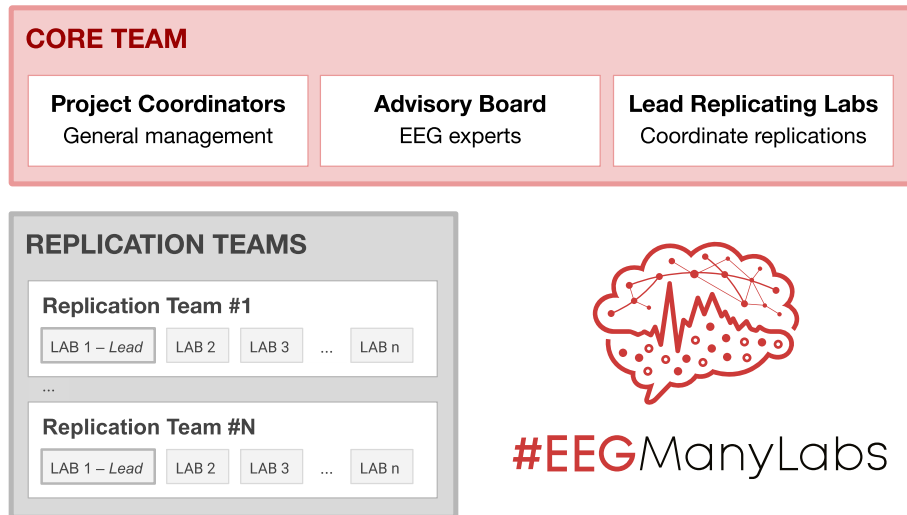 CORE TEAM
Project Coordinators
General management
Advisory Board
EEG experts
Lead Replicating Labs
Coordinate replications
REPLICATION TEAMS
Replication Team #1
LAB 1 – Lead
LAB 2
LAB 3
...
LAB n
...
Replication Team #N
LAB 1 – Lead
LAB 2
LAB 3
...
LAB n
#EEGManyLabs